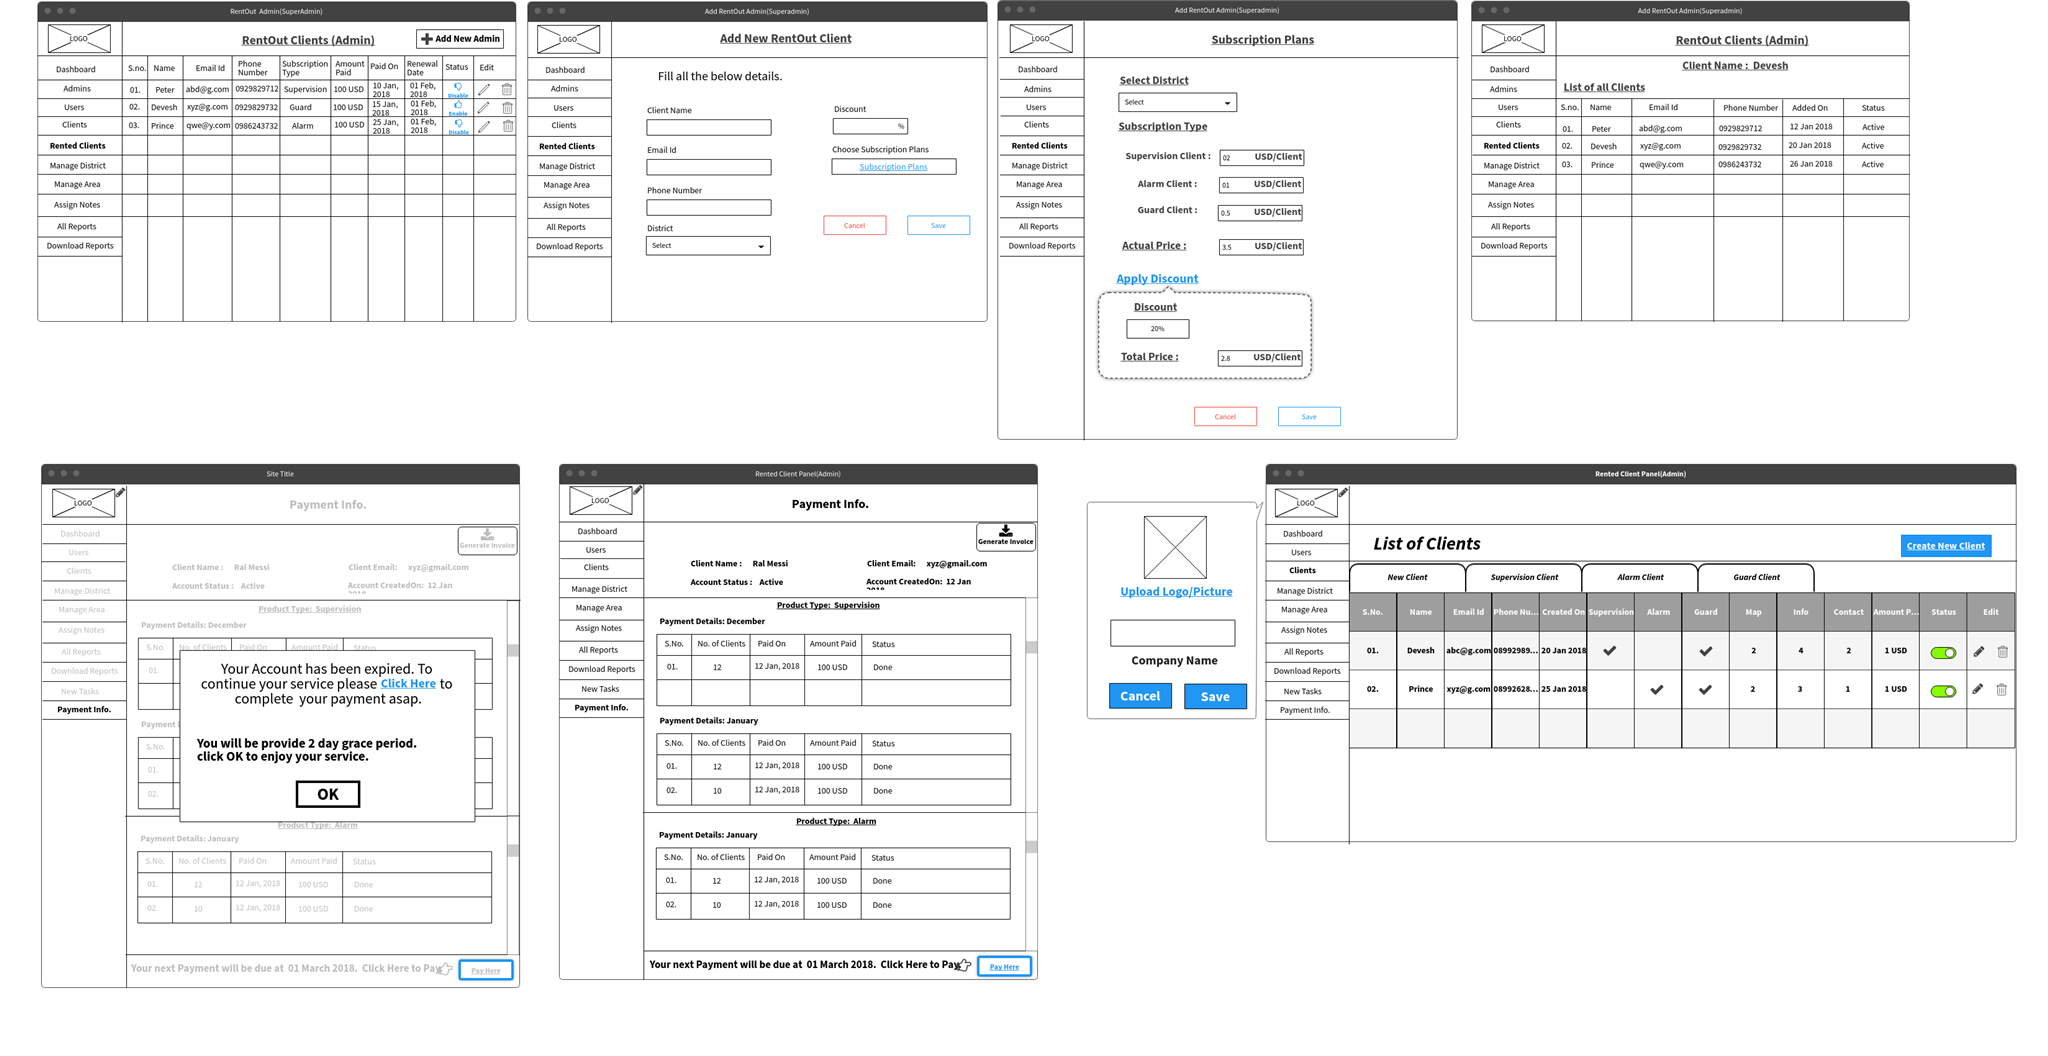 RentOut  Admin(SuperAdmin)
LOGO
RentOut Clients (Admin)
Add New Admin
Dashboard
Admins
Users
Clients
Rented Clients
Manage District
Manage Area
Assign Notes
All Reports
Download Reports
S.no. Name Email Id Phone Number Subscription Type Amount Paid Paid On Renewal Date Status Edit
01. Peter abd@g.com 0929829712 Supervision 100 USD 10 Jan, 2018 01 Feb, 2018 Disable
02. Devesh xyz@g.com 0929829732 Guard 100 USD 15 Jan, 2018 01 Feb, 2018 Enable
03. Prince qwe@y.com 0986243732 Alarm 100 USD 25 Jan, 2018 01 Feb, 2018 Disable
Add RentOut Admin(Superadmin)
LOGO
Add New RentOut Client
Dashboard
Admins
Users
Clients
Rented Clients
Manage District
Manage Area
Assign Notes
All Reports
Download Reports
Fill all the below details.
Client Name
Email Id
Phone Number
District
Select
Discount
%
Choose Subscription Plans
Subscription Plans
Cancel
Save
Add RentOut Admin(Superadmin)
LOGO
Subscription Plans
Dashboard
Admins
Users
Clients
Rented Clients
Manage District
Manage Area
Assign Notes
All Reports
Download Reports
Select District
Select
Subscription Type
Supervision Client : 02 USD/Client
Alarm Client : 01 USD/Client
Guard Client : 0.5 USD/Client
Actual Price : 3.5 USD/Client
Apply Discount
Discount
20%
Total Price : 2.8 USD/Client
Cancel
Save
Add RentOut Admin(Superadmin)
LOGO
RentOut Clients (Admin)
Client Name :  Devesh
Dashboard
Admins
Users
Clients
Rented Clients
Manage District
Manage Area
Assign Notes
All Reports
Download Reports
List of all Clients
S.no. Name Email Id Phone Number Added On Status
01. Peter abd@g.com 0929829712 12 Jan 2018 Active
02. Devesh xyz@g.com 0929829732 20 Jan 2018 Active
03. Prince qwe@y.com 0986243732 26 Jan 2018 Active
Site Title
LOGO
Payment Info.
Generate Invoice
Dashboard
Users
Clients
Manage District
Manage Area
Assign Notes
All Reports
Download Reports
New Tasks
Payment Info.
Client Name : Ral Messi Client Email: xyz@gmail.com
Account Status : Active Account CreatedOn: 12 Jan 2018
Product Type:  Supervision
Payment Details: December
S.No. No. of Clients Paid On Amount Paid Status
01.
Your Account has been expired. To
continue your service please Click Here to
complete  your payment asap.
You will be provide 2 day grace period.
click OK to enjoy your service.
OK
Payment D
S.No.
01.
02.
Product Type:  Alarm
Payment Details: January
S.No. No. of Clients Paid On Amount Paid Status
01. 12 12 Jan, 2018 100 USD Done
02. 10 12 Jan, 2018 100 USD Done
Your next Payment will be due at  01 March 2018.  Click Here to Pay
Pay Here
Rented Client Panel(Admin)
LOGO
Payment Info.
Generate Invoice
Dashboard
Users
Clients
Manage District
Manage Area
Assign Notes
All Reports
Download Reports
New Tasks
Payment Info.
Client Name : Ral Messi Client Email: xyz@gmail.com
Account Status : Active Account CreatedOn: 12 Jan 2018
Product Type:  Supervision
Payment Details: December
S.No. No. of Clients Paid On Amount Paid Status
01. 12 12 Jan, 2018 100 USD Done
Payment Details: January
S.No. No. of Clients Paid On Amount Paid Status
01. 12 12 Jan, 2018 100 USD Done
02. 10 12 Jan, 2018 100 USD Done
Product Type:  Alarm
Payment Details: January
S.No. No. of Clients Paid On Amount Paid Status
01. 12 12 Jan, 2018 100 USD Done
02. 10 12 Jan, 2018 100 USD Done
Your next Payment will be due at  01 March 2018.  Click Here to Pay
Pay Here
Upload Logo/Picture
Company Name
Cancel
Save
Rented Client Panel(Admin)
LOGO
Dashboard
Users
Clients
Manage District
Manage Area
Assign Notes
All Reports
Download Reports
New Tasks
Payment Info.
List of Clients
Create New Client
New Client Supervision Client Alarm Client Guard Client
S.No. Name Email Id Phone Nu... Created On Supervision Alarm Guard Map Info Contact Amount P... Status Edit
01. Devesh abc@g.com 08992989... 20 Jan 2018 2 4 2 1 USD
02. Prince xyz@g.com 08992628... 25 Jan 2018 2 3 1 1 USD